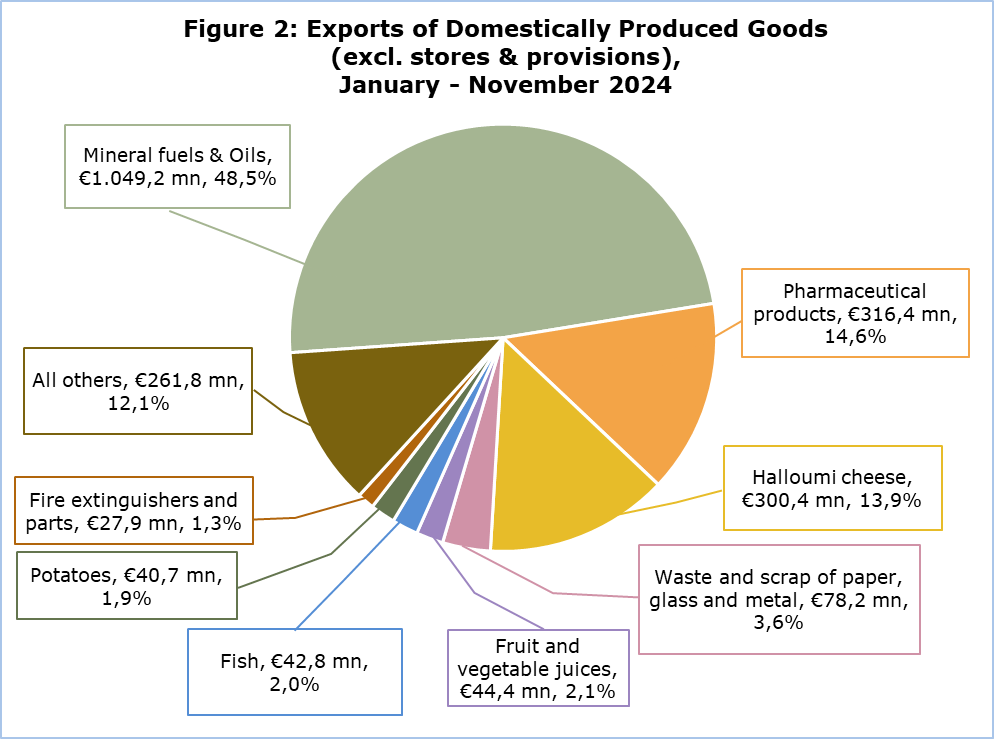 Figure 2: Exports of Domestically Produced Goods
(excl. stores & provisions),
January - November 2024
Mineral fuels & Oils,
€1.049,2 mn, 48,5%
Pharmaceutical
products, €316,4 mn,
14,6%
All others, €261,8 mn,
12,1%
Halloumi cheese,
€300,4 mn, 13,9%
Fire extinguishers and
parts, €27,9 mn, 1,3%
Potatoes, €40,7 mn,
1,9%
Waste and scrap of paper,
glass and metal, €78,2 mn,
3,6%
Fish, €42,8 mn,
2,0%
Fruit and
vegetable juices,
€44,4 mn, 2,1%